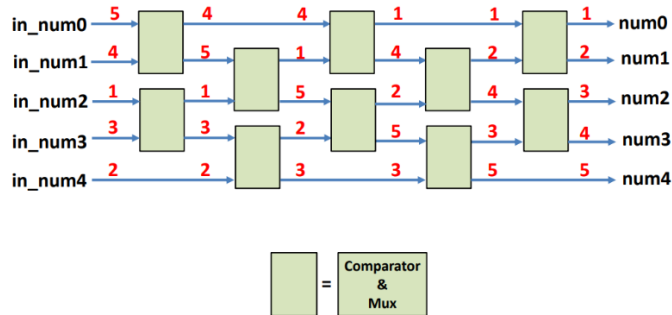 in_num0 5 4 4 1 1 1 num0
in_num1 4 5 1 4 2 2 num1
in_num2 1 1 5 2 4 3 num2
in_num3 3 3 2 5 3 4 num3
in_num4 2 2 3 3 5 5 num4
= Comparator
&
Mux